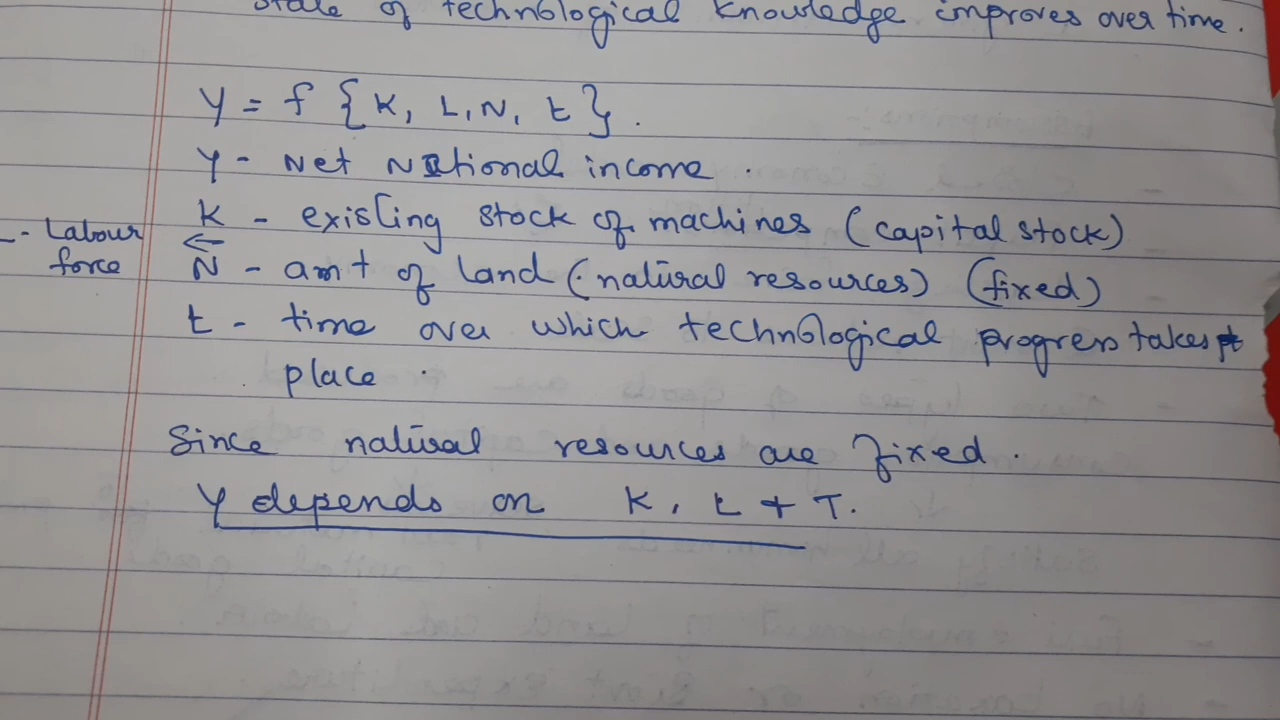 state of technological knowledge improves over time.
Y = f {K, L, N, t}.
Y - Net National income.
K - existing stock of machines (capital stock)
L - Labour force
N - amt of land (natural resources) (fixed)
t - time over which technological progress takes
place.
Since natural resources are fixed.
Y depends on K, L + T.